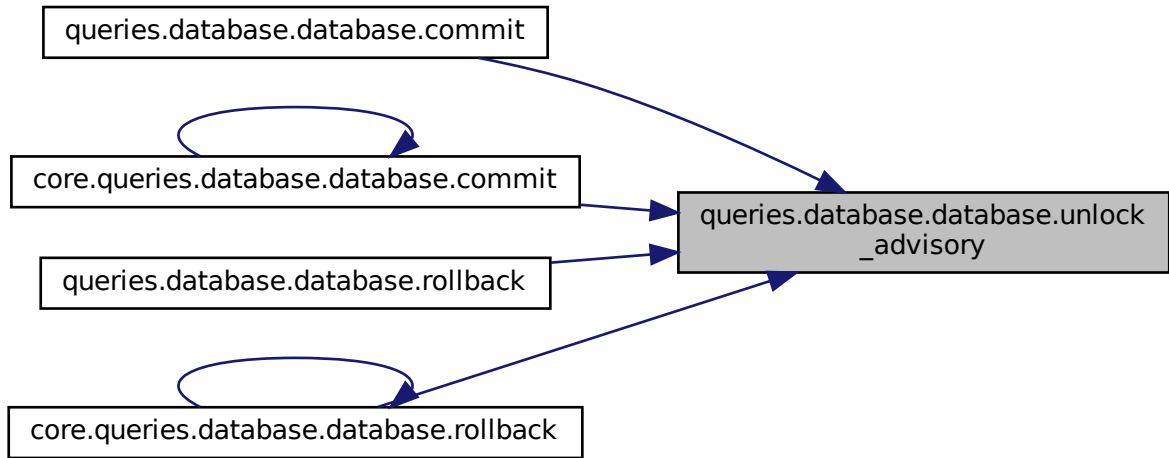 queries.database.database.commit
core.queries.database.database.commit
queries.database.database.unlock
_advisory
queries.database.database.rollback
core.queries.database.database.rollback